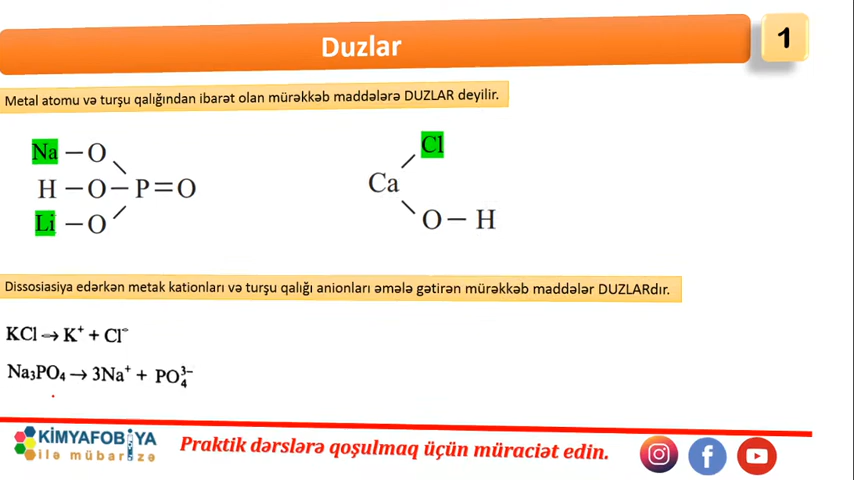 Duzlar
1
Metal atomu və turşu qalığından ibarət olan mürəkkəb maddələrə DUZLAR deyilir.
Na – O
H – O – P = O
Li – O
Cl
Ca
O – H
Dissosiasiya edərkən metak kationları və turşu qalığı anionları əmələ gətirən mürəkkəb maddələr DUZLARdır.
KCl → K⁺ + Cl⁻
Na₃PO₄ → 3Na⁺ + PO₄³⁻
KİMYAFOBİYA
ilə mübarizə
Praktik dərslərə qoşulmaq üçün müraciət edin.